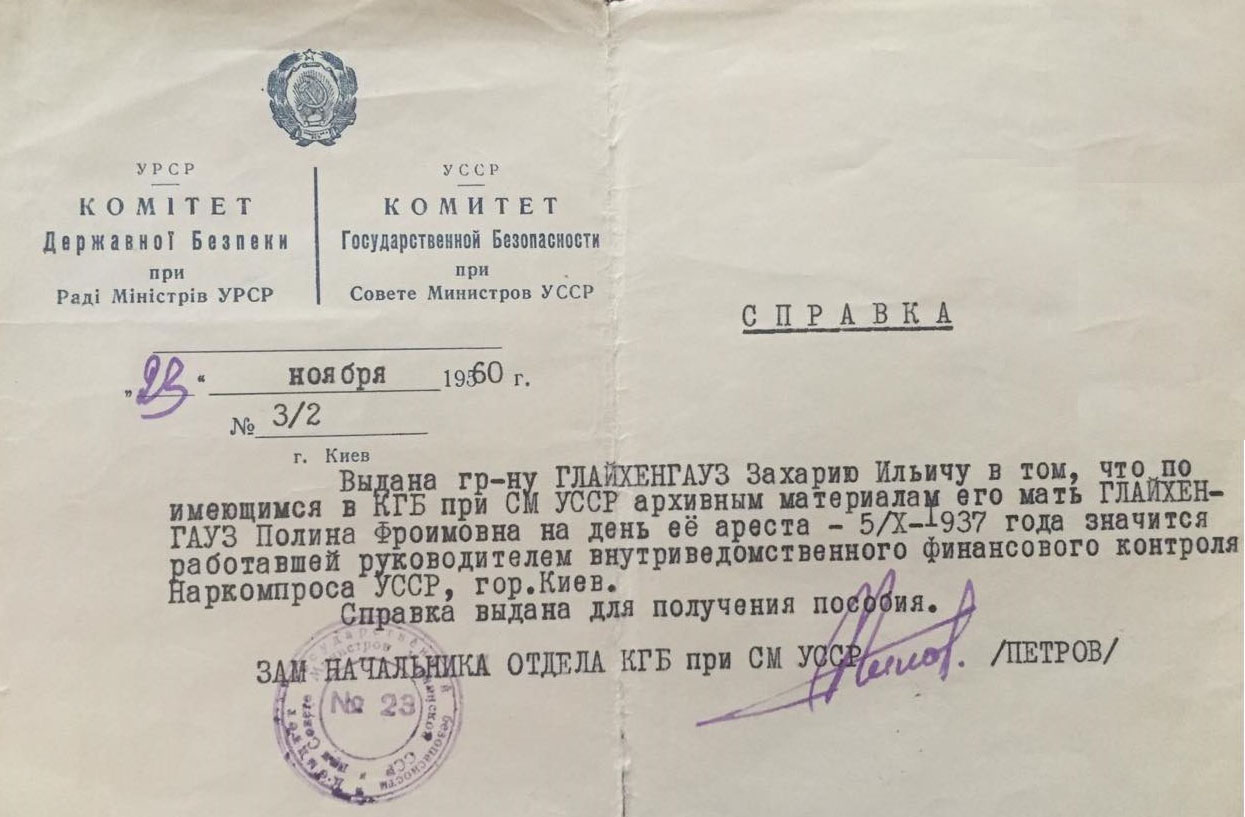 УРСР
КОМІТЕТ
Державної Безпеки
при
Раді Міністрів УРСР
УССР
КОМИТЕТ
Государственной Безопасности
при
Совете Министров УССР
„23“ ноября 1960 г.
№ 3/2
г. Киев
СПРАВКА
Выдана гр-ну ГЛАЙХЕНГАУЗ Захарию Ильичу в том, что по
имеющимся в КГБ при СМ УССР архивным материалам его мать ГЛАЙХЕН-
ГАУЗ Полина Фроимовна на день её ареста - 5/X-1937 года значится
работавшей руководителем внутриведомственного финансового контроля
Наркомпроса УССР, гор.Киев.
Справка выдана для получения пособия.
ЗАМ НАЧАЛЬНИКА ОТДЕЛА КГБ при СМ УССР /ПЕТРОВ/
№ 23